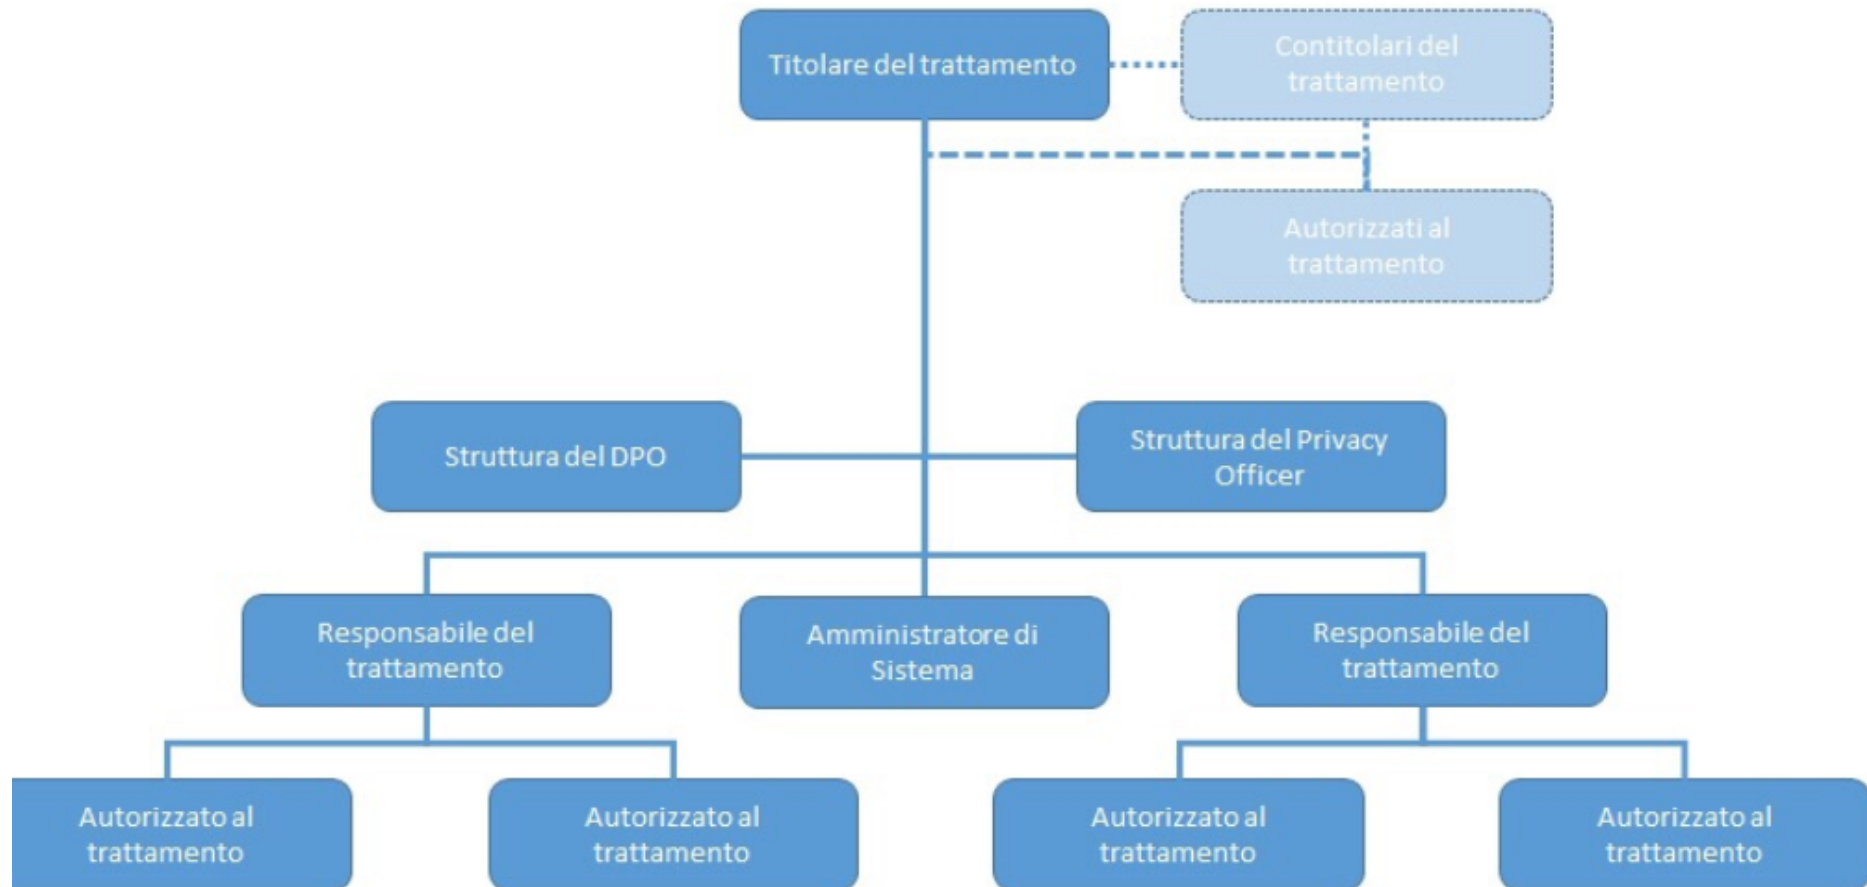 Titolare del trattamento
Contitolari del
trattamento
Autorizzati al
trattamento
Struttura del DPO
Struttura del Privacy
Officer
Responsabile del
trattamento
Amministratore di
Sistema
Responsabile del
trattamento
Autorizzato al
trattamento
Autorizzato al
trattamento
Autorizzato al
trattamento
Autorizzato al
trattamento